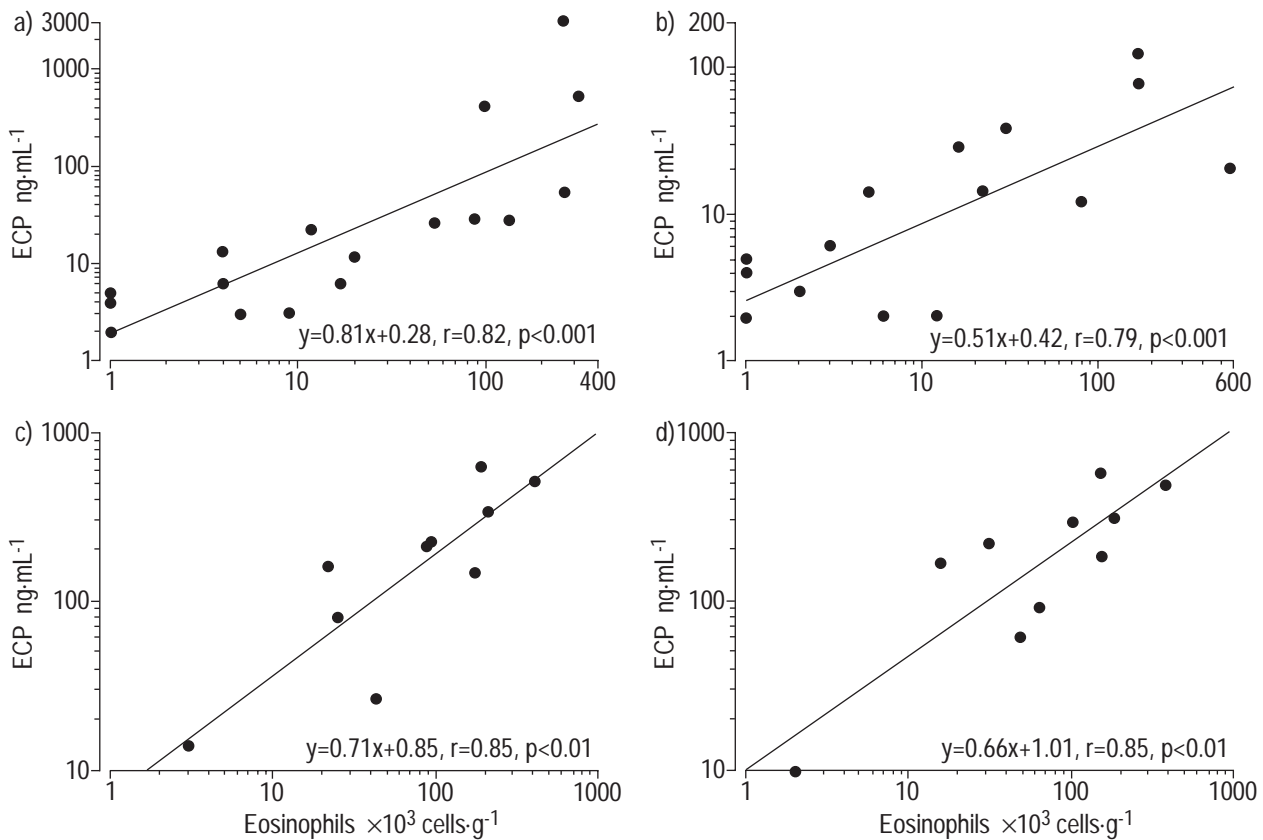 a)
3000
1000
100
10
1
ECP ng·mL-1
y=0.81x+0.28, r=0.82, p<0.001
1 10 100 400
b)
200
100
10
1
ECP ng·mL-1
y=0.51x+0.42, r=0.79, p<0.001
1 10 100 600
c)
1000
100
10
ECP ng·mL-1
y=0.71x+0.85, r=0.85, p<0.01
1 10 100 1000
Eosinophils ×10³ cells·g-1
d)
1000
100
10
ECP ng·mL-1
y=0.66x+1.01, r=0.85, p<0.01
1 10 100 1000
Eosinophils ×10³ cells·g-1